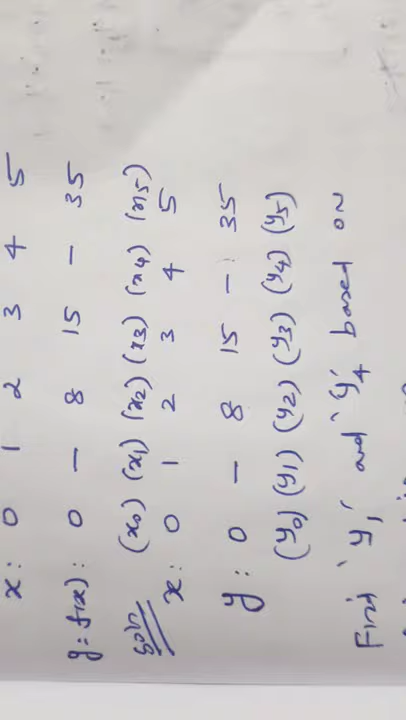 x: 0 1 2 3 4 5
y=f(x): 0 — 8 15 — 35
Soln (x0) (x1) (x2) (x3) (x4) (x5)
x: 0 1 2 3 4 5
y: 0 — 8 15 — 35
(y0) (y1) (y2) (y3) (y4) (y5)
Find 'y1' and 'y4' based on